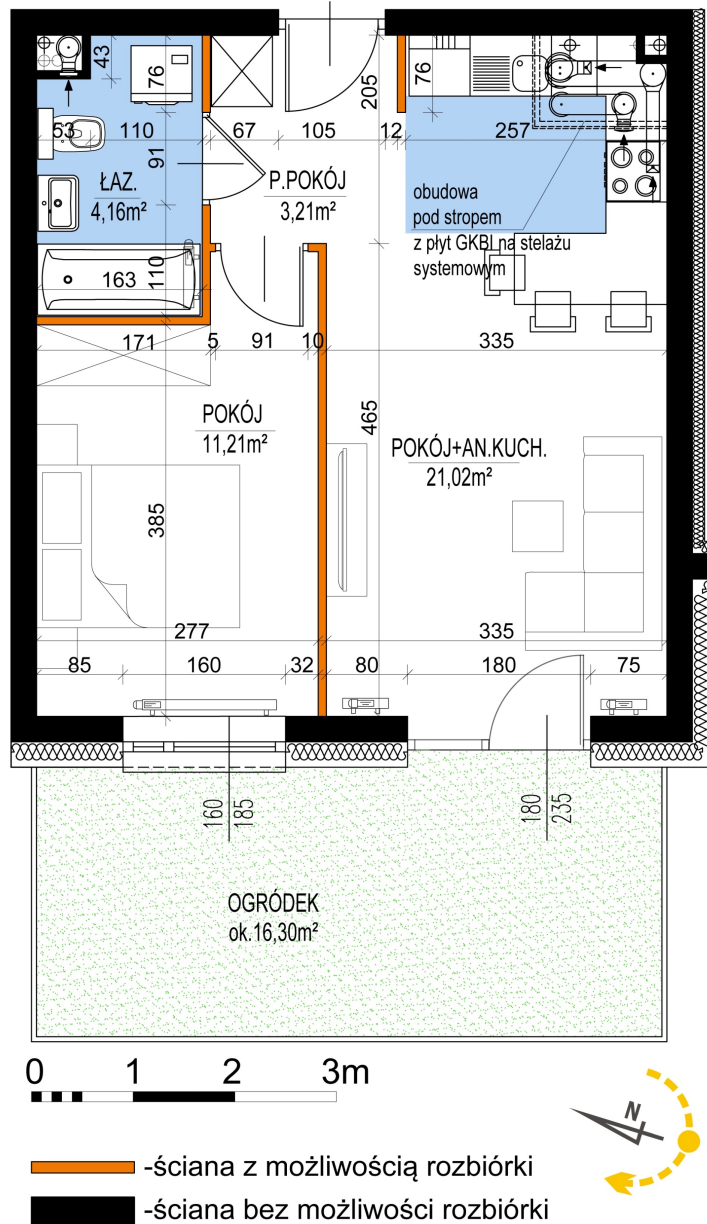 43
76
205
76
53
110
67
105
12
257
91
ŁAZ.
4,16m²
P.POKÓJ
3,21m²
obudowa
pod stropem
z płyt GKBI na stelażu
systemowym
163
110
171
5
91
10
335
POKÓJ
11,21m²
465
POKÓJ+AN.KUCH.
21,02m²
385
277
335
85
160
32
80
180
75
160
185
180
235
OGRÓDEK
ok.16,30m²
0 1 2 3m
N
-ściana z możliwością rozbiórki
-ściana bez możliwości rozbiórki